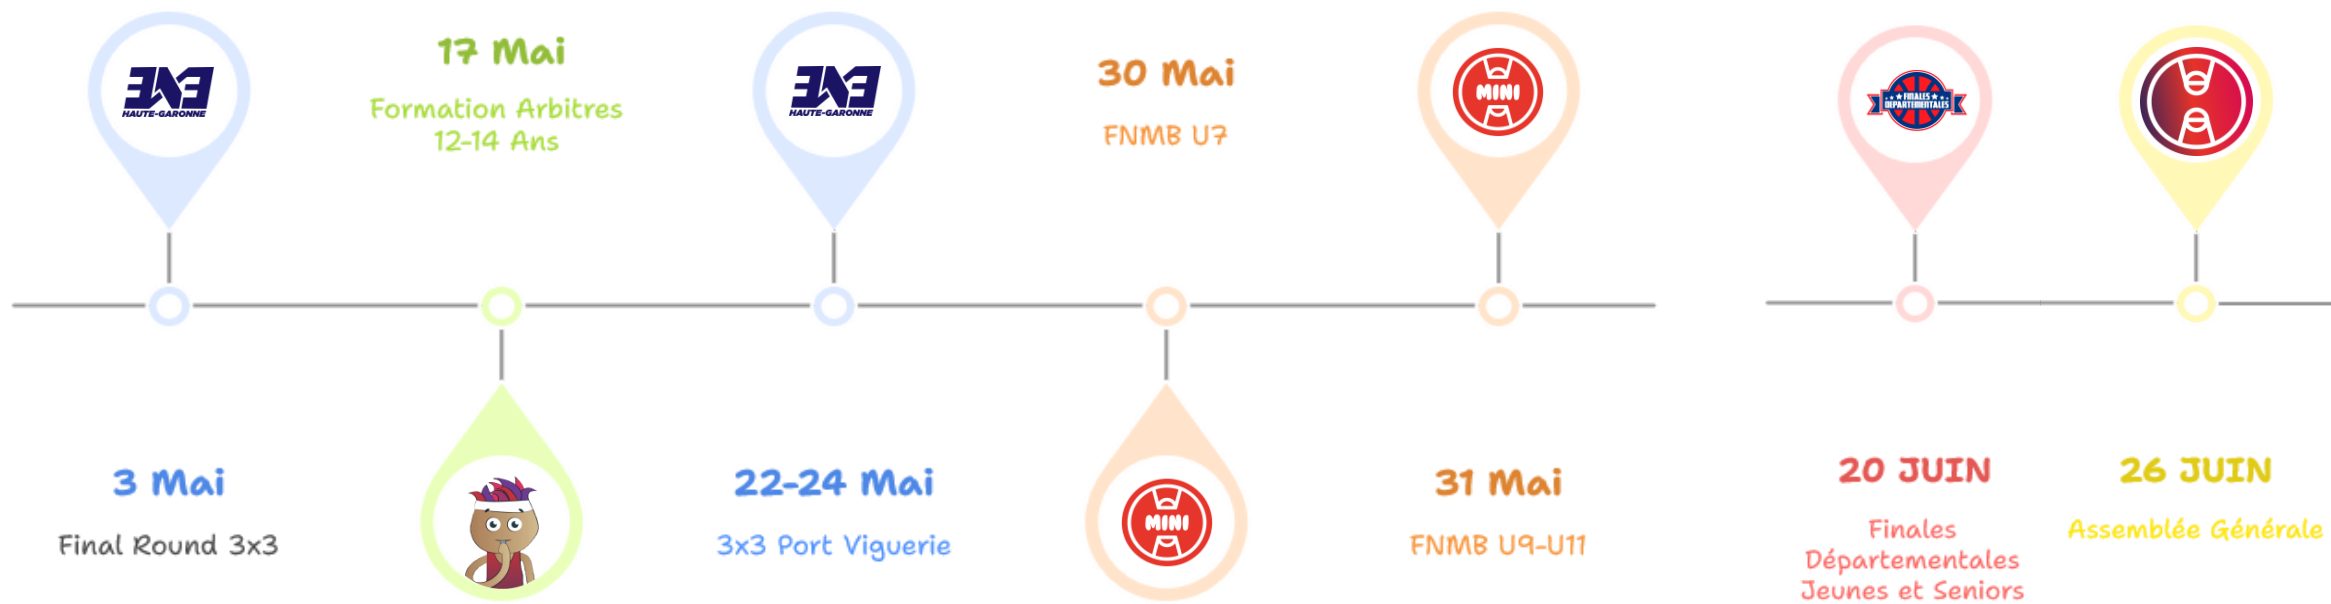 3X3
HAUTE-GARONNE
3 Mai
Final Round 3x3
17 Mai
Formation Arbitres
12-14 Ans
3X3
HAUTE-GARONNE
22-24 Mai
3x3 Port Viguerie
30 Mai
FNMB U7
MINI
MINI
31 Mai
FNMB U9-U11
FINALES
DEPARTEMENTALES
20 JUIN
Finales
Départementales
Jeunes et Seniors
26 JUIN
Assemblée Générale